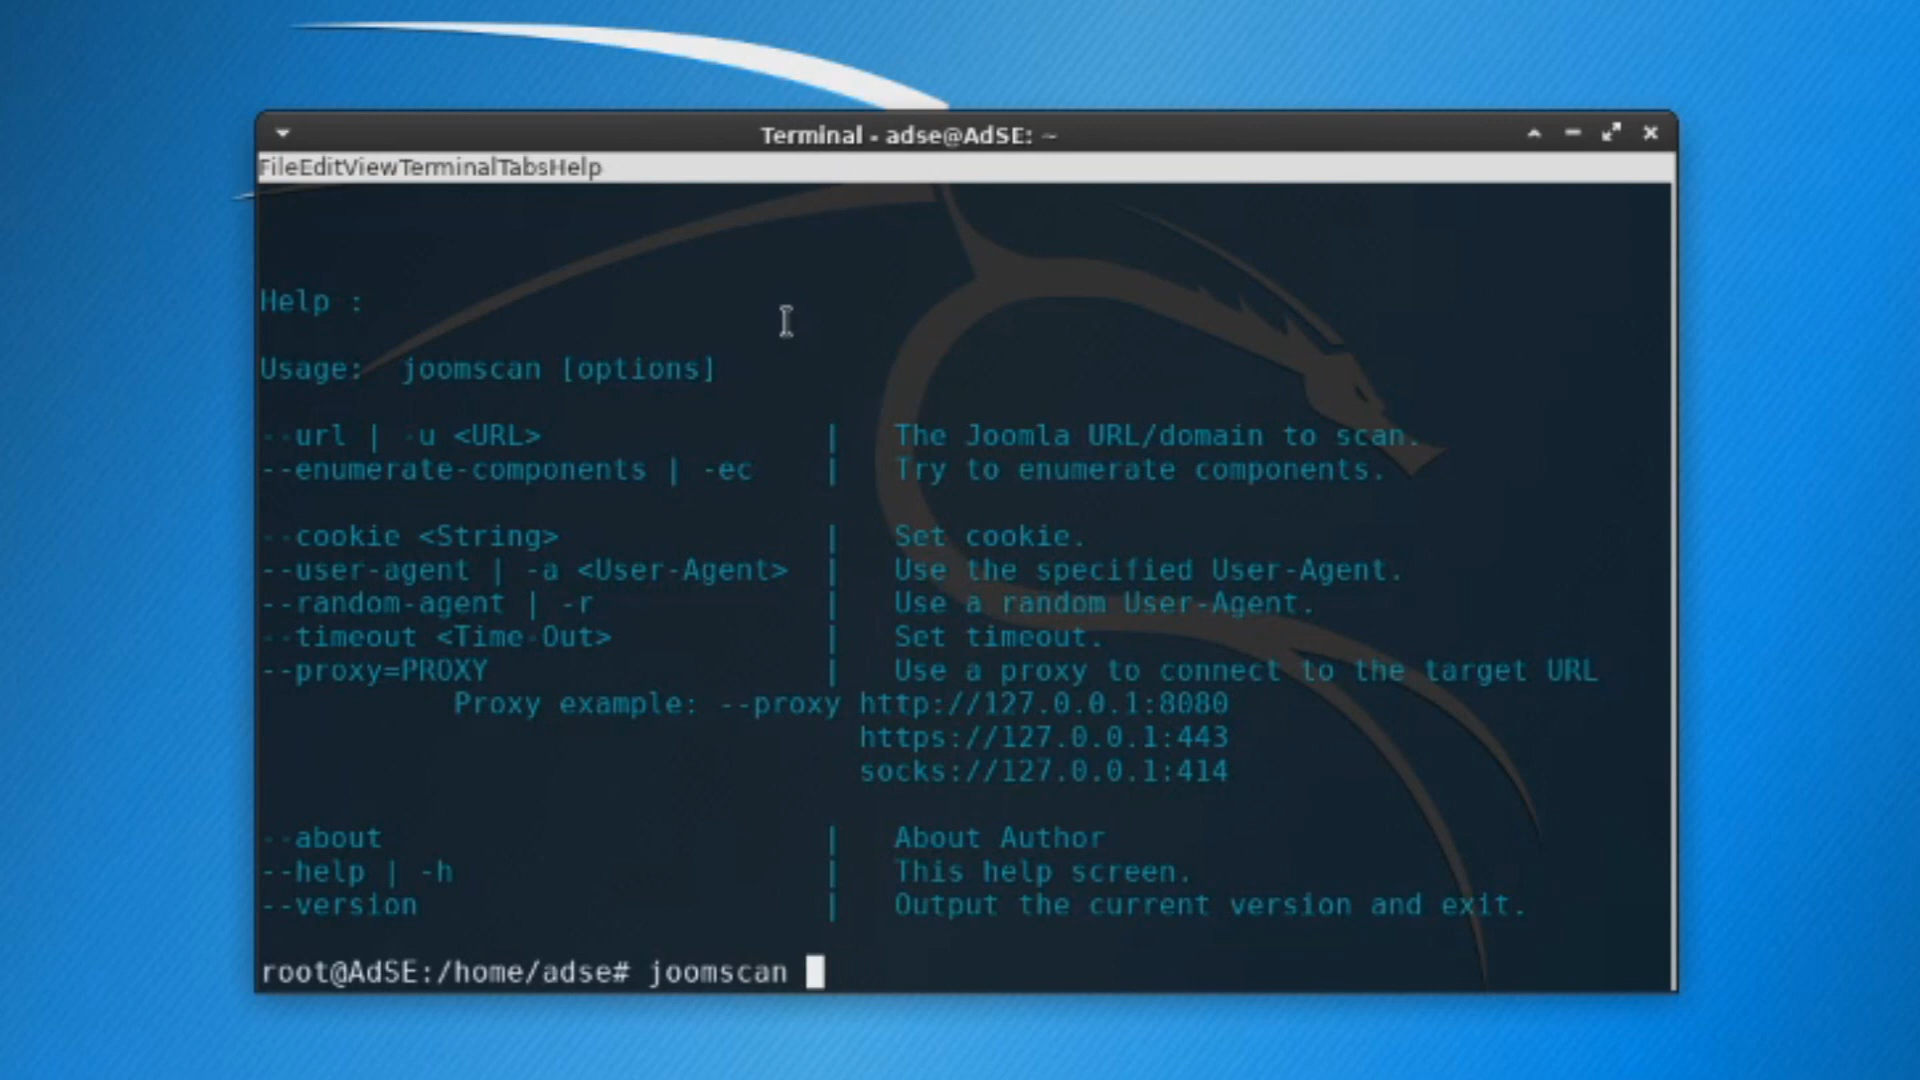 Terminal - adse@AdSE: ~
FileEditViewTerminalTabsHelp
Help :
Usage:  joomscan [options]
--url | -u <URL>                |   The Joomla URL/domain to scan.
--enumerate-components | -ec    |   Try to enumerate components.
--cookie <String>               |   Set cookie.
--user-agent | -a <User-Agent>  |   Use the specified User-Agent.
--random-agent | -r             |   Use a random User-Agent.
--timeout <Time-Out>            |   Set timeout.
--proxy=PROXY                   |   Use a proxy to connect to the target URL
Proxy example: --proxy http://127.0.0.1:8080
https://127.0.0.1:443
socks://127.0.0.1:414
--about                         |   About Author
--help | -h                     |   This help screen.
--version                       |   Output the current version and exit.
root@AdSE:/home/adse# joomscan